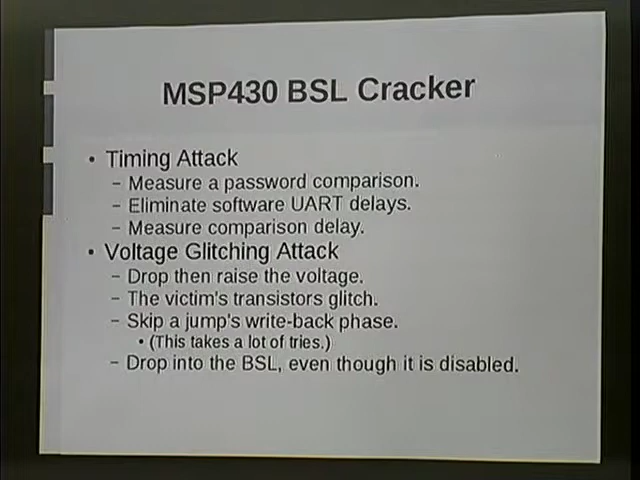 MSP430 BSL Cracker
• Timing Attack
– Measure a password comparison.
– Eliminate software UART delays.
– Measure comparison delay.
• Voltage Glitching Attack
– Drop then raise the voltage.
– The victim's transistors glitch.
– Skip a jump's write-back phase.
• (This takes a lot of tries.)
– Drop into the BSL, even though it is disabled.